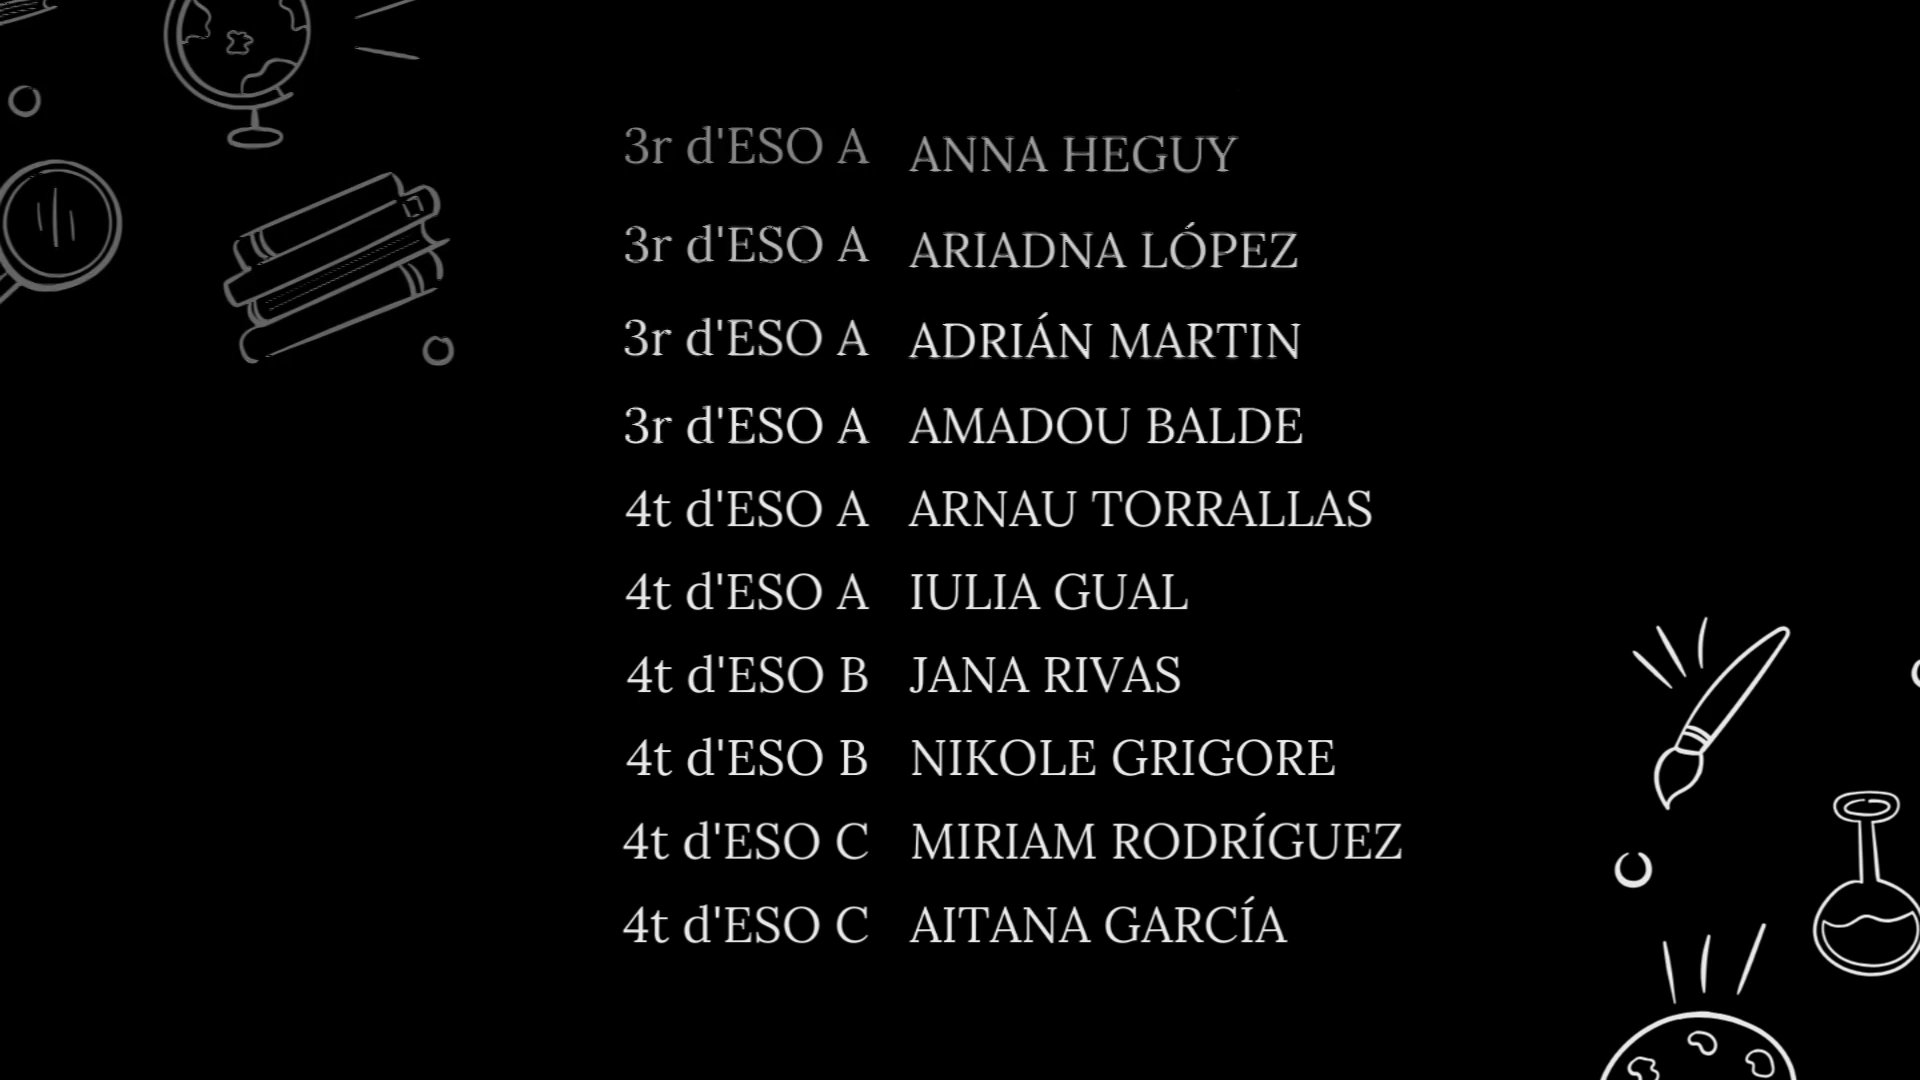 3r d'ESO A ANNA HEGUY
3r d'ESO A ARIADNA LÓPEZ
3r d'ESO A ADRIÁN MARTIN
3r d'ESO A AMADOU BALDE
4t d'ESO A ARNAU TORRALLAS
4t d'ESO A IULIA GUAL
4t d'ESO B JANA RIVAS
4t d'ESO B NIKOLE GRIGORE
4t d'ESO C MIRIAM RODRÍGUEZ
4t d'ESO C AITANA GARCÍA